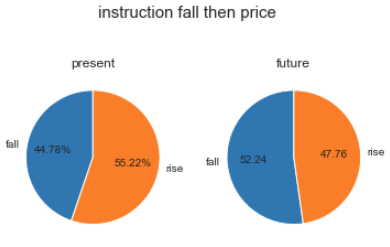 instruction fall then price
present
future
fall
44.78%
55.22%
rise
fall
52.24
47.76
rise